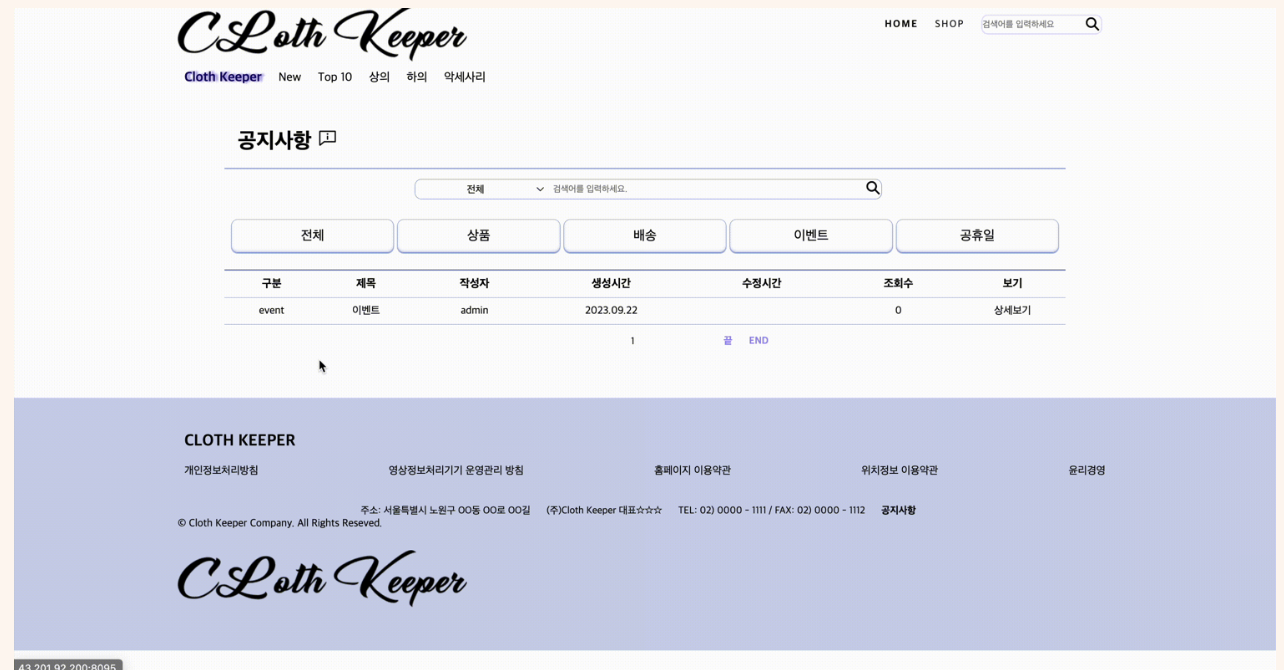 CLoth Keeper
HOME SHOP 검색어를 입력하세요
Cloth Keeper New Top 10 상의 하의 악세사리
공지사항
전체 검색어를 입력하세요.
전체 상품 배송 이벤트 공휴일
구분 제목 작성자 생성시간 수정시간 조회수 보기
event 이벤트 admin 2023.09.22 0 상세보기
1 끝 END
CLOTH KEEPER
개인정보처리방침 영상정보처리기기 운영관리 방침 홈페이지 이용약관 위치정보 이용약관 윤리경영
주소: 서울특별시 노원구 OO동 OO로 OO길 (주)Cloth Keeper 대표☆☆☆ TEL: 02) 0000 - 1111 / FAX: 02) 0000 - 1112 공지사항
© Cloth Keeper Company. All Rights Reseved.
CLoth Keeper
43.201.92.200:8095